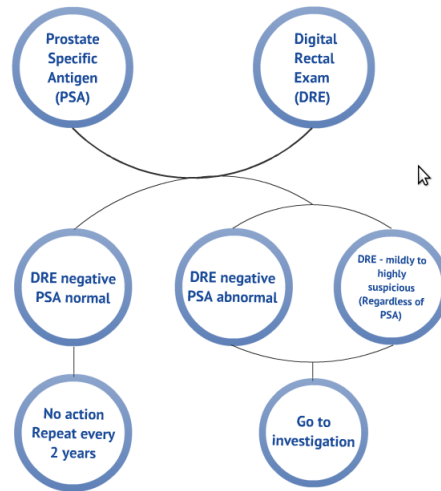 Prostate
Specific
Antigen
(PSA)
Digital
Rectal
Exam
(DRE)
DRE negative
PSA normal
DRE negative
PSA abnormal
DRE - mildly to
highly
suspicious
(Regardless of
PSA)
No action
Repeat every
2 years
Go to
investigation